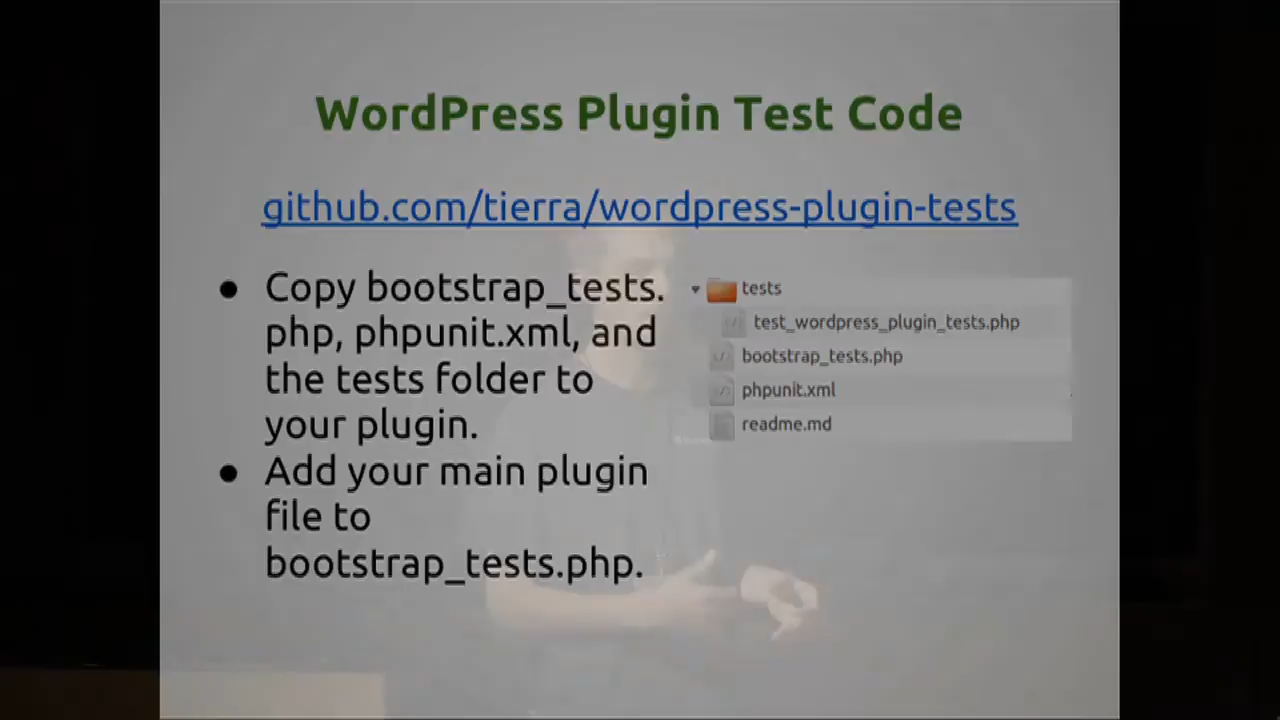 WordPress Plugin Test Code
github.com/tierra/wordpress-plugin-tests
● Copy bootstrap_tests.
php, phpunit.xml, and
the tests folder to
your plugin.
● Add your main plugin
file to
bootstrap_tests.php.
tests
test_wordpress_plugin_tests.php
bootstrap_tests.php
phpunit.xml
readme.md